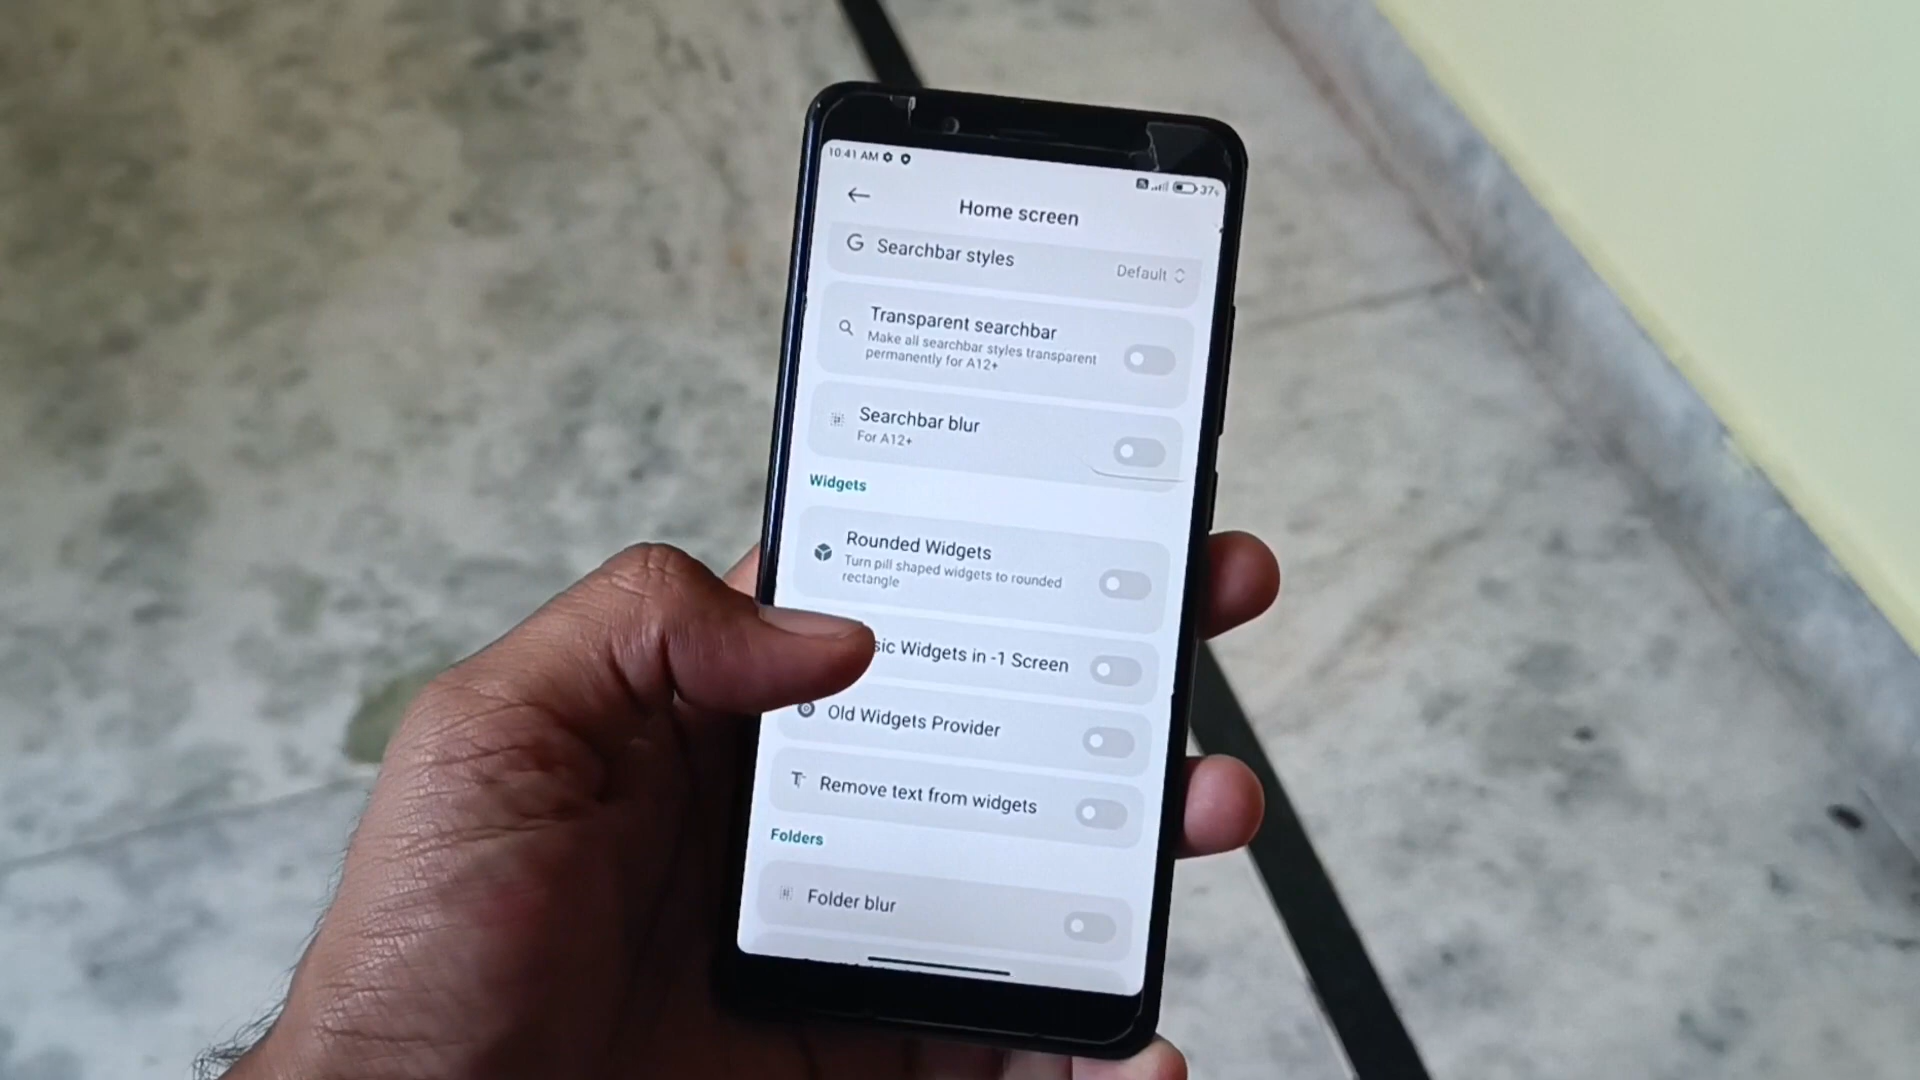 10:41 AM
37%
Home screen
Searchbar styles
Default
Transparent searchbar
Make all searchbar styles transparent
permanently for A12+
Searchbar blur
For A12+
Widgets
Rounded Widgets
Turn pill shaped widgets to rounded
rectangle
sic Widgets in -1 Screen
Old Widgets Provider
Remove text from widgets
Folders
Folder blur